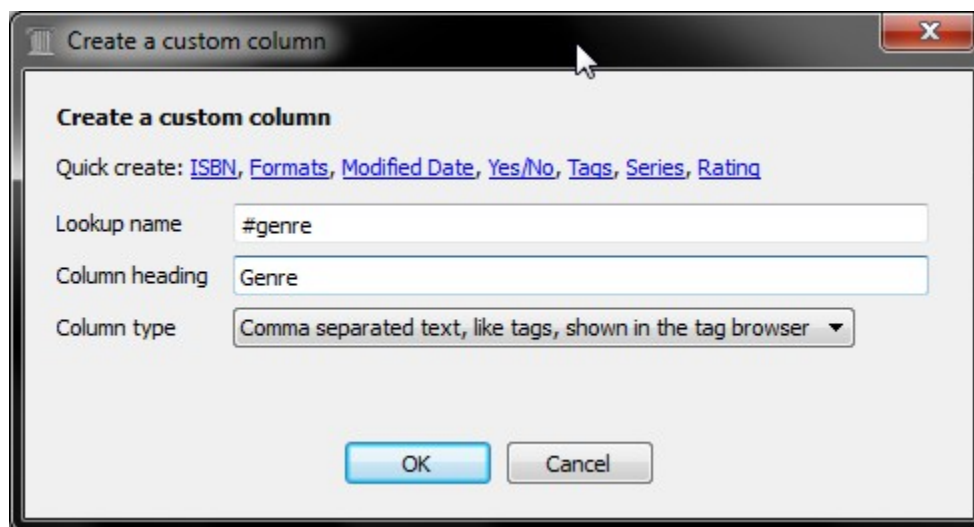 Create a custom column
Create a custom column
Quick create: ISBN, Formats, Modified Date, Yes/No, Tags, Series, Rating
Lookup name #genre
Column heading Genre
Column type Comma separated text, like tags, shown in the tag browser
OK Cancel